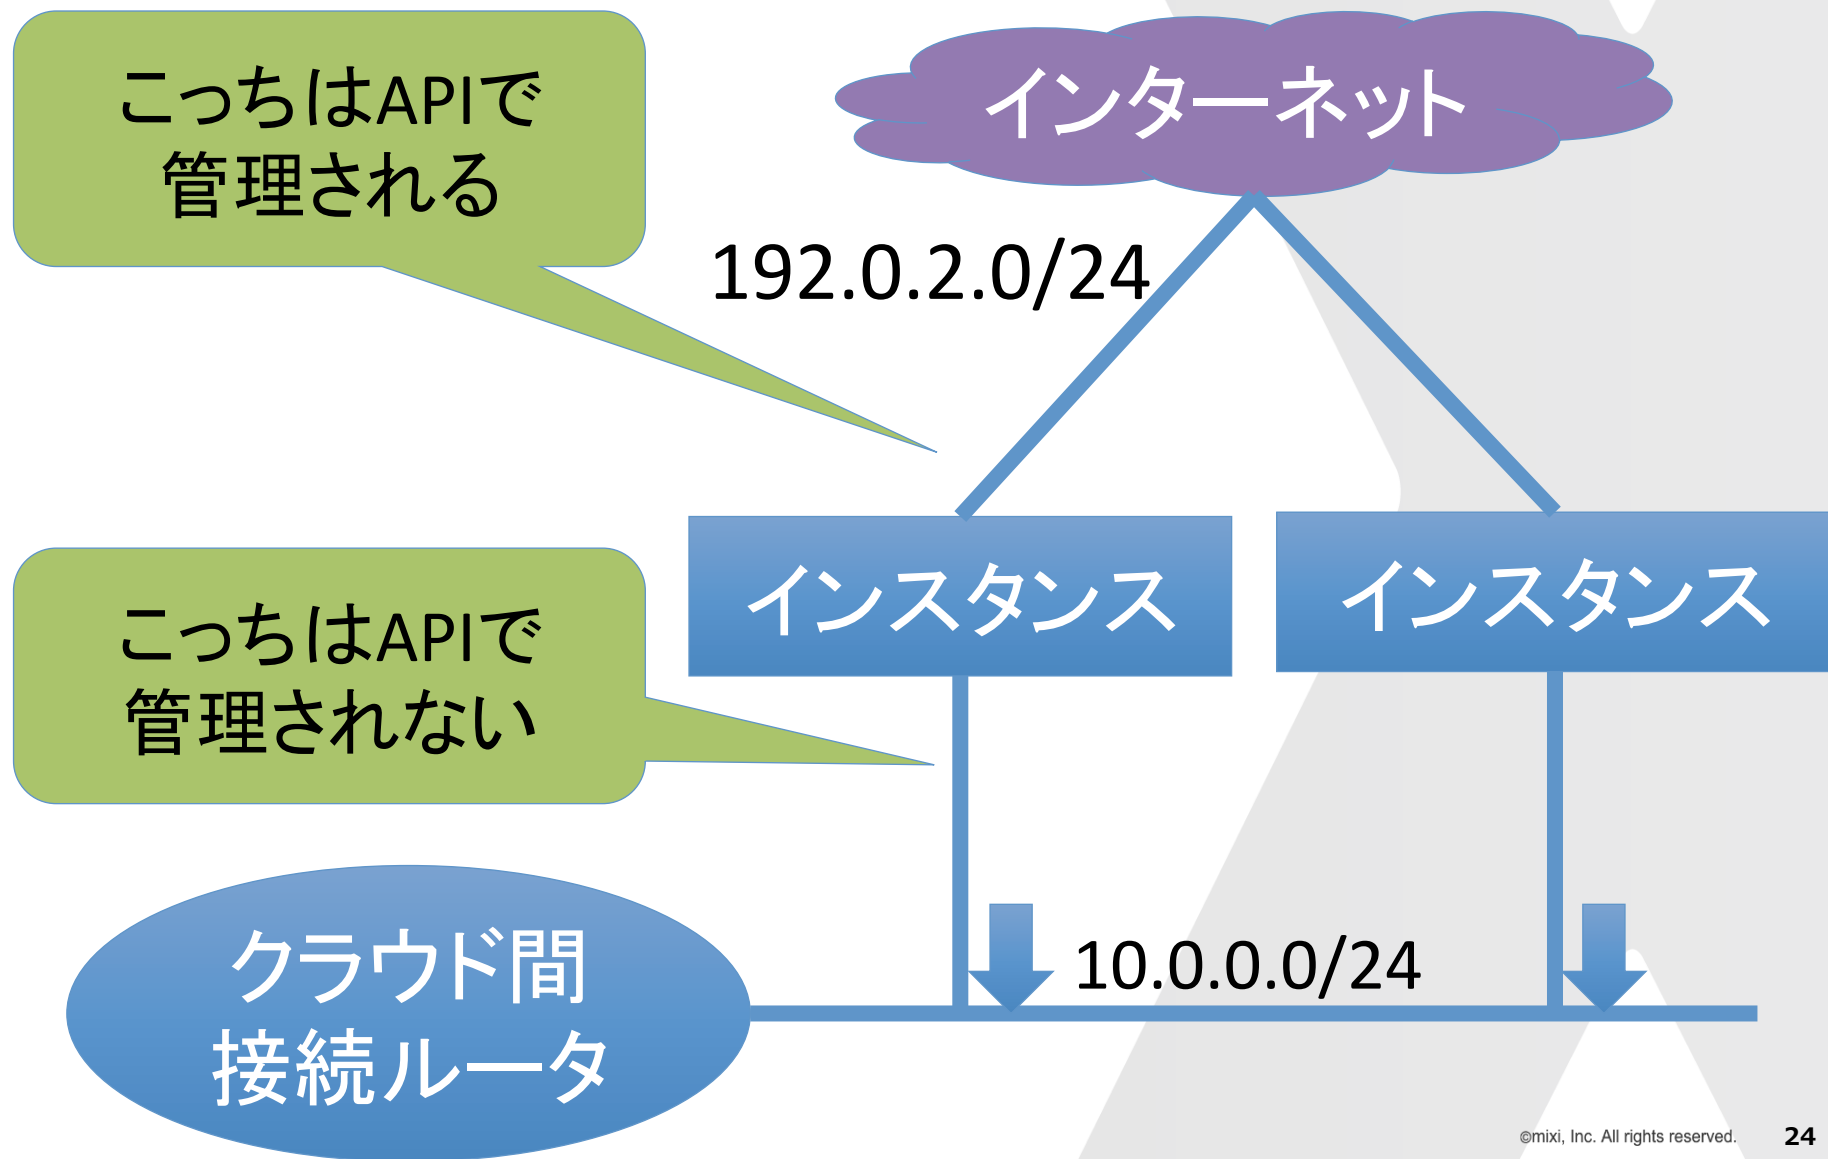 こっちはAPIで
管理される
インターネット
192.0.2.0/24
インスタンス
インスタンス
こっちはAPIで
管理されない
クラウド間
接続ルータ
10.0.0.0/24
©mixi, Inc. All rights reserved.
24